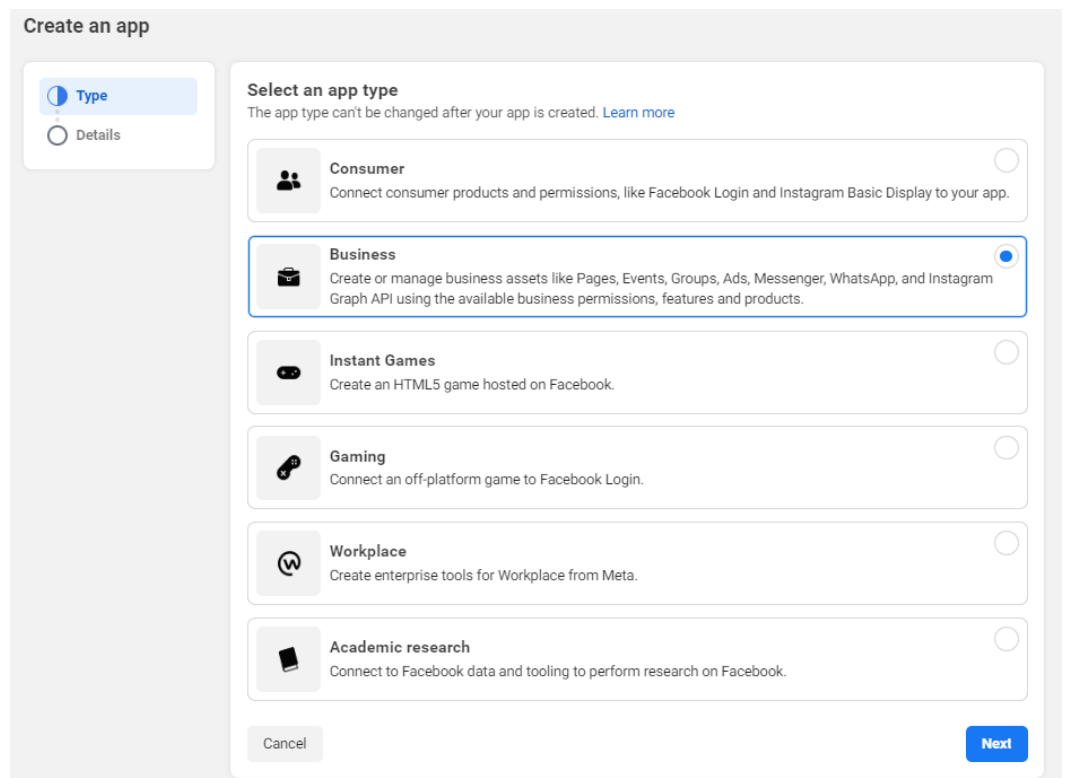 Create an app
Type
Details
Select an app type
The app type can't be changed after your app is created. Learn more
Consumer
Connect consumer products and permissions, like Facebook Login and Instagram Basic Display to your app.
Business
Create or manage business assets like Pages, Events, Groups, Ads, Messenger, WhatsApp, and Instagram
Graph API using the available business permissions, features and products.
Instant Games
Create an HTML5 game hosted on Facebook.
Gaming
Connect an off-platform game to Facebook Login.
Workplace
Create enterprise tools for Workplace from Meta.
Academic research
Connect to Facebook data and tooling to perform research on Facebook.
Cancel
Next